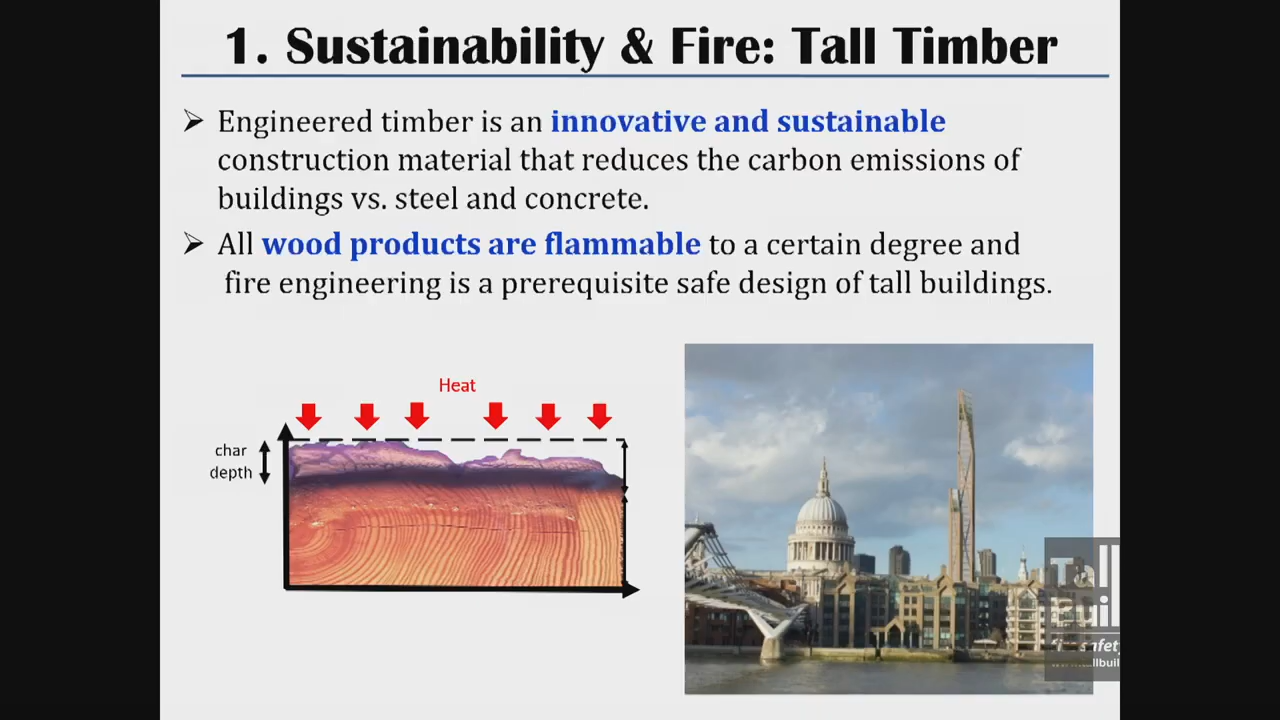 1. Sustainability & Fire: Tall Timber
➢ Engineered timber is an innovative and sustainable
construction material that reduces the carbon emissions of
buildings vs. steel and concrete.
➢ All wood products are flammable to a certain degree and
fire engineering is a prerequisite safe design of tall buildings.
Heat
char
depth
Tall
Buil